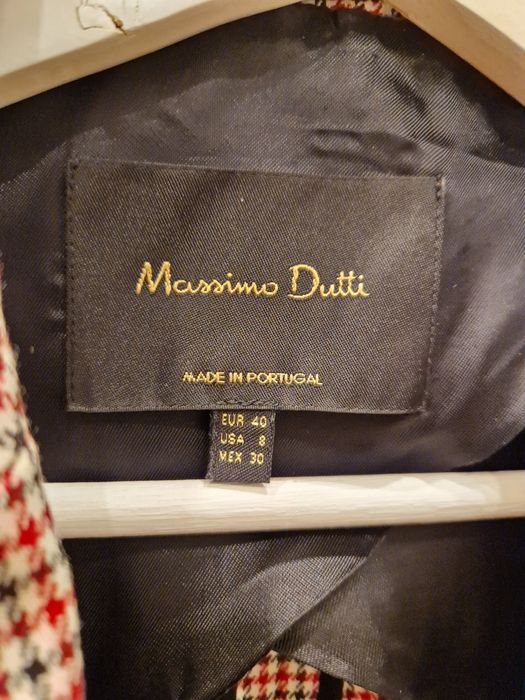 Massimo Dutti
MADE IN PORTUGAL
EUR 40
USA 8
MEX 30